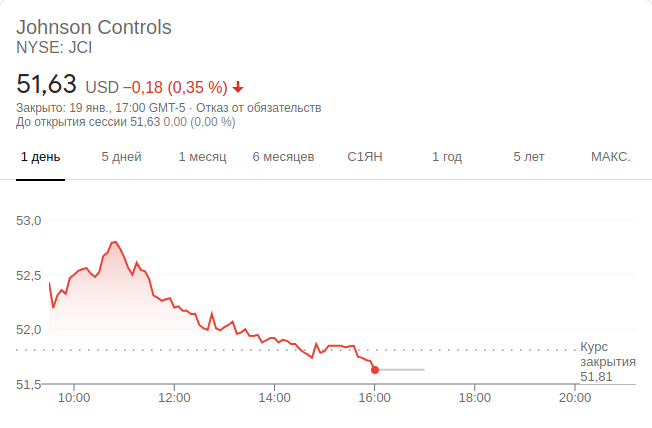 Johnson Controls
NYSE: JCI
51,63 USD −0,18 (0,35 %)
Закрыто: 19 янв., 17:00 GMT-5 · Отказ от обязательств
До открытия сессии 51,63 0,00 (0,00 %)
1 день 5 дней 1 месяц 6 месяцев С1ЯН 1 год 5 лет МАКС.
53,0
52,5
52,0
Курс
закрытия
51,81
51,5
10:00 12:00 14:00 16:00 18:00 20:00